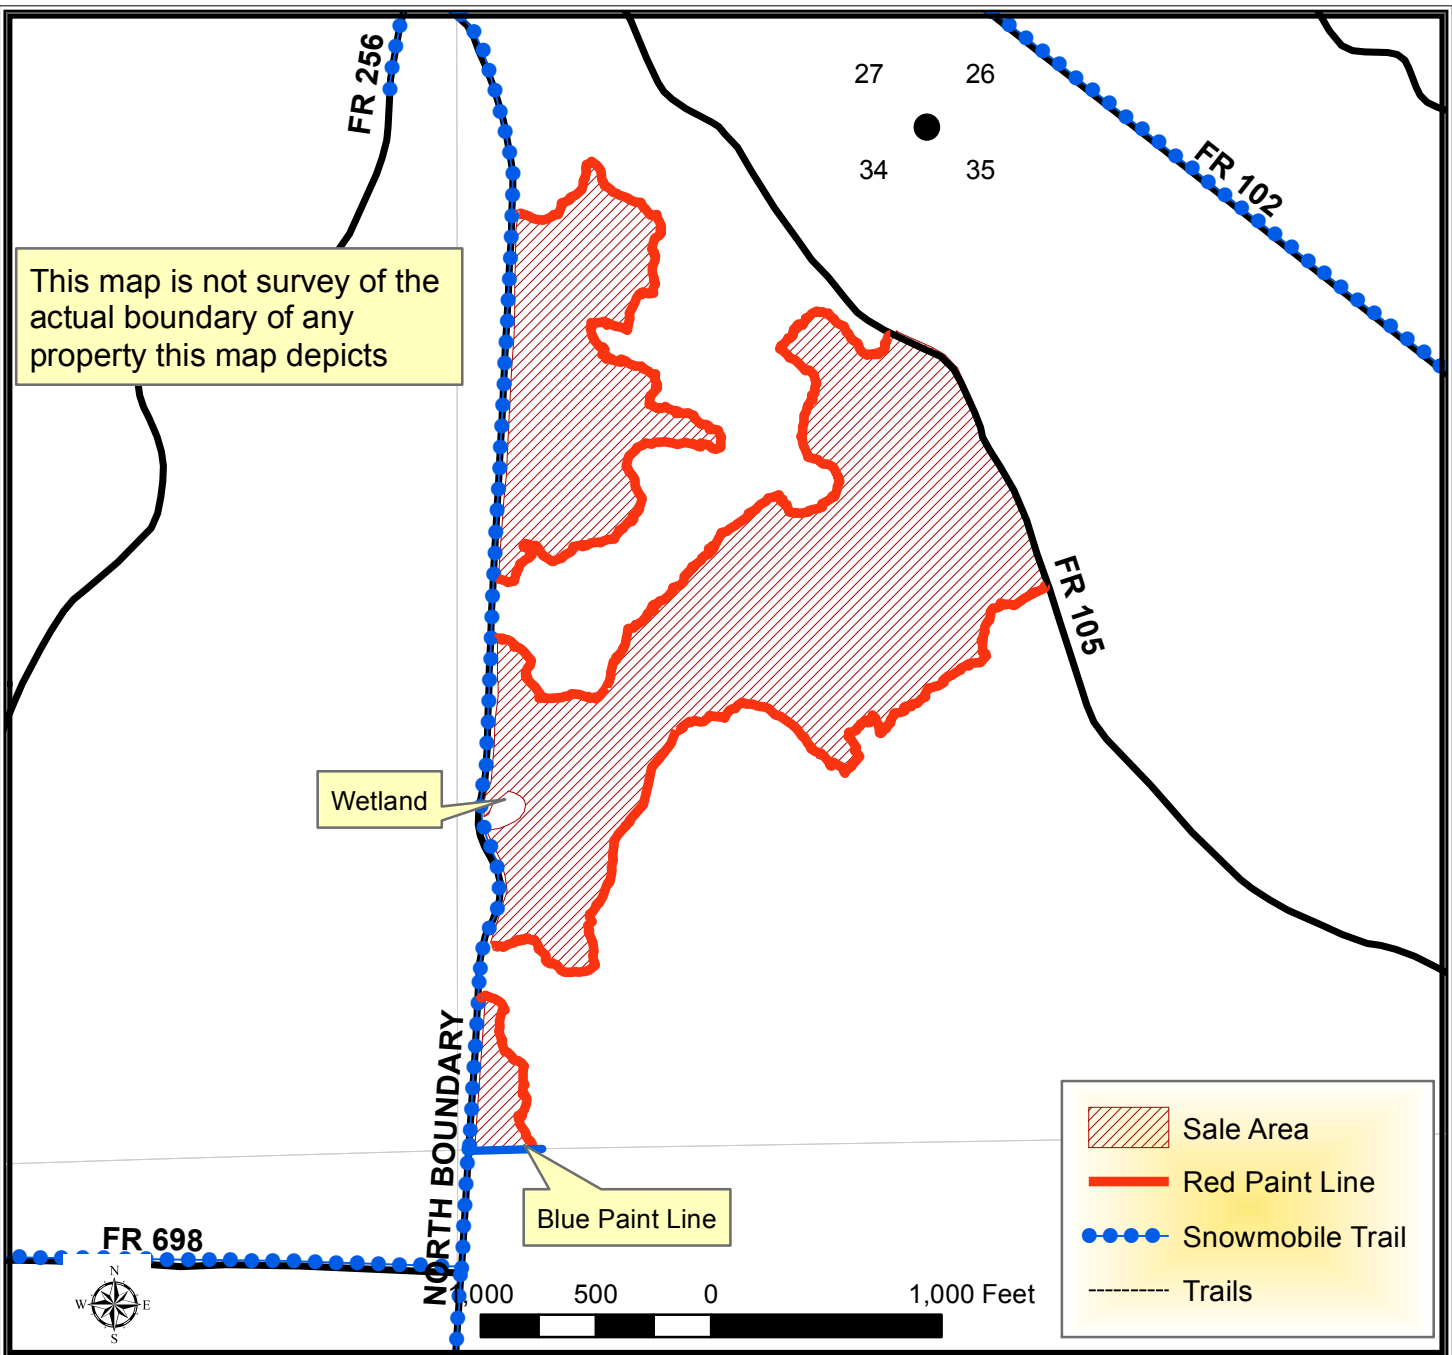 FR 256
27 26
34 35
FR 102
This map is not survey of the
actual boundary of any
property this map depicts
FR 105
Wetland
NORTH BOUNDARY
Sale Area
Red Paint Line
Snowmobile Trail
Trails
Blue Paint Line
FR 698
N
W E
S
1,000 500 0 1,000 Feet